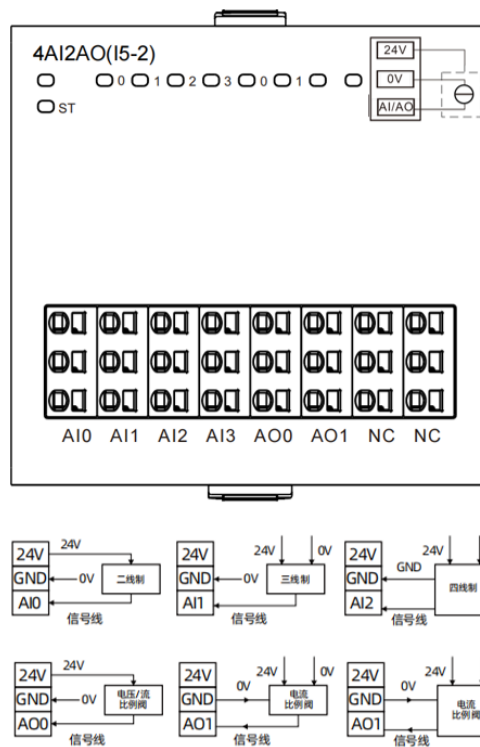 4AI2AO(I5-2)
24V
0 1 2 3 0 1
0V
ST
AI/AO
AI0 AI1 AI2 AI3 AO0 AO1 NC NC
24V 24V
GND 0V 二线制
AI0
信号线
24V 24V 0V
GND 0V 三线制
AI1
信号线
24V GND 24V
GND 四线制
AI2
信号线
24V 24V
GND 0V 电压/流
比例阀
AO0
信号线
24V 24V 0V
GND 0V 电流
比例阀
AO1
信号线
24V 24V
GND 0V 电流
比例阀
AO1
信号线